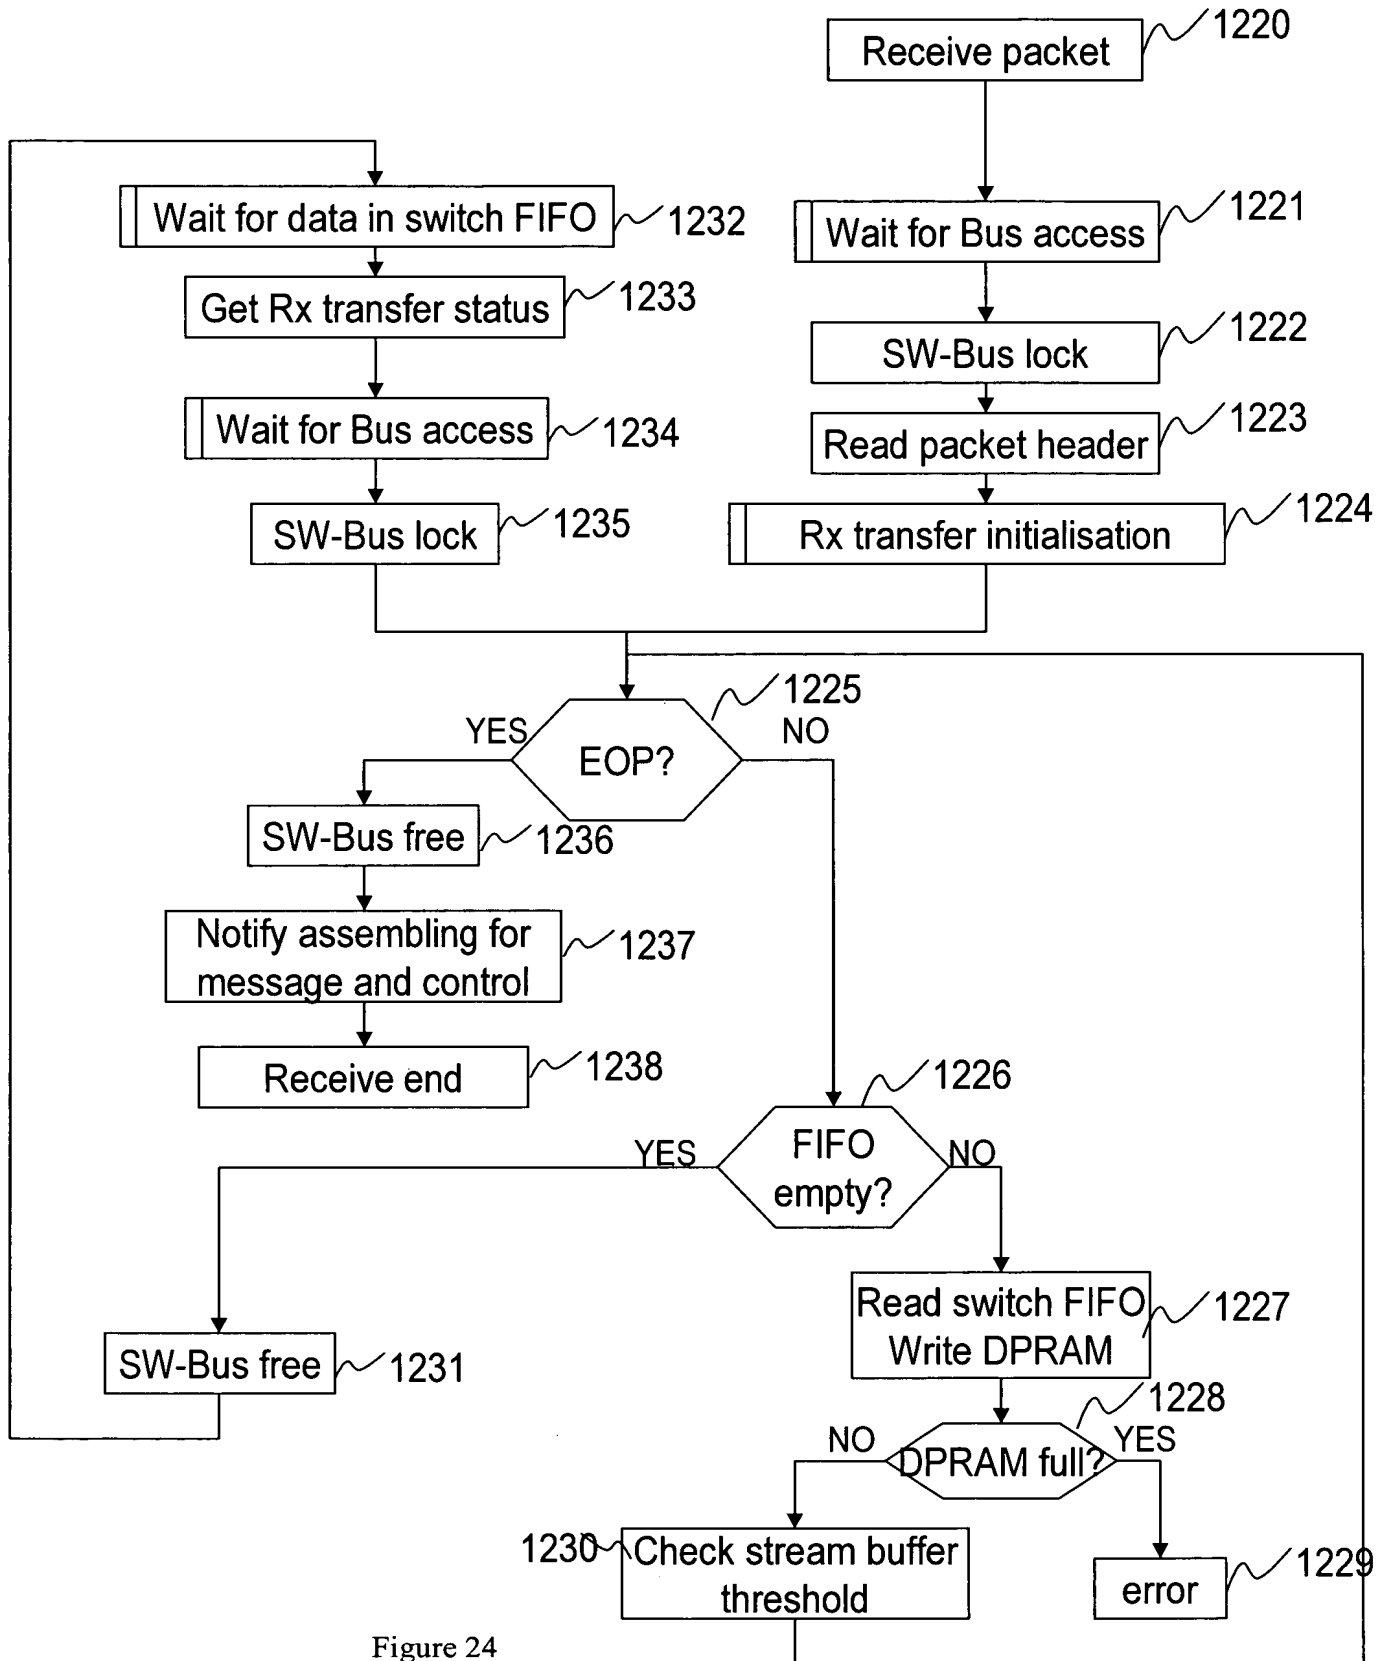 Receive packet
1220
Wait for data in switch FIFO
1232
Wait for Bus access
1221
Get Rx transfer status
1233
SW-Bus lock
1222
Wait for Bus access
1234
Read packet header
1223
SW-Bus lock
1235
Rx transfer initialisation
1224
1225
YES
NO
EOP?
SW-Bus free
1236
Notify assembling for
message and control
1237
Receive end
1238
1226
FIFO
empty?
YES
NO
Read switch FIFO
Write DPRAM
1227
SW-Bus free
1231
1228
NO
YES
DPRAM full?
1230
Check stream buffer
threshold
error
1229
Figure 24